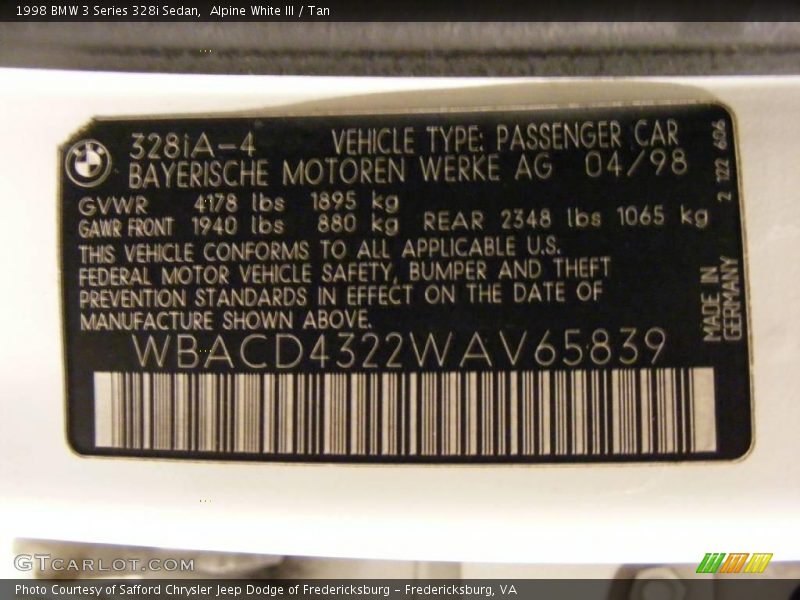 1998 BMW 3 Series 328i Sedan,  Alpine White III / Tan
328iA-4 VEHICLE TYPE: PASSENGER CAR
BAYERISCHE MOTOREN WERKE AG 04/98
GVWR 4178 lbs 1895 kg
GAWR FRONT 1940 lbs 880 kg REAR 2348 lbs 1065 kg
THIS VEHICLE CONFORMS TO ALL APPLICABLE U.S.
FEDERAL MOTOR VEHICLE SAFETY, BUMPER AND THEFT
PREVENTION STANDARDS IN EFFECT ON THE DATE OF
MANUFACTURE SHOWN ABOVE.
WBACD4322WAV65839
2 122 626
MADE IN
GERMANY
GTCARLOT.COM
Photo Courtesy of Safford Chrysler Jeep Dodge of Fredericksburg – Fredericksburg, VA